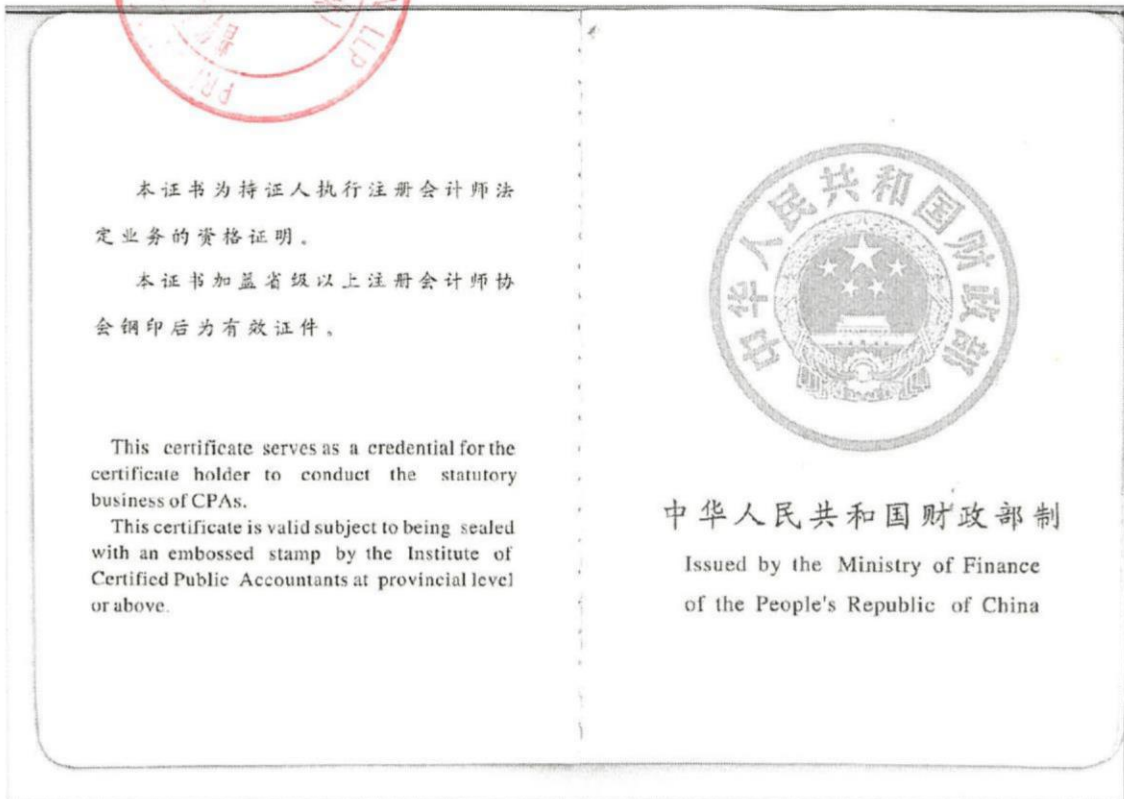 LLP
PRI
本证书为持证人执行注册会计师法
定业务的资格证明。
本证书加盖省级以上注册会计师协
会钢印后为有效证件。
This certificate serves as a credential for the
certificate holder to conduct the statutory
business of CPAs.
This certificate is valid subject to being sealed
with an embossed stamp by the Institute of
Certified Public Accountants at provincial level
or above.
中华人民共和国财政部
中华人民共和国财政部制
Issued by the Ministry of Finance
of the People's Republic of China